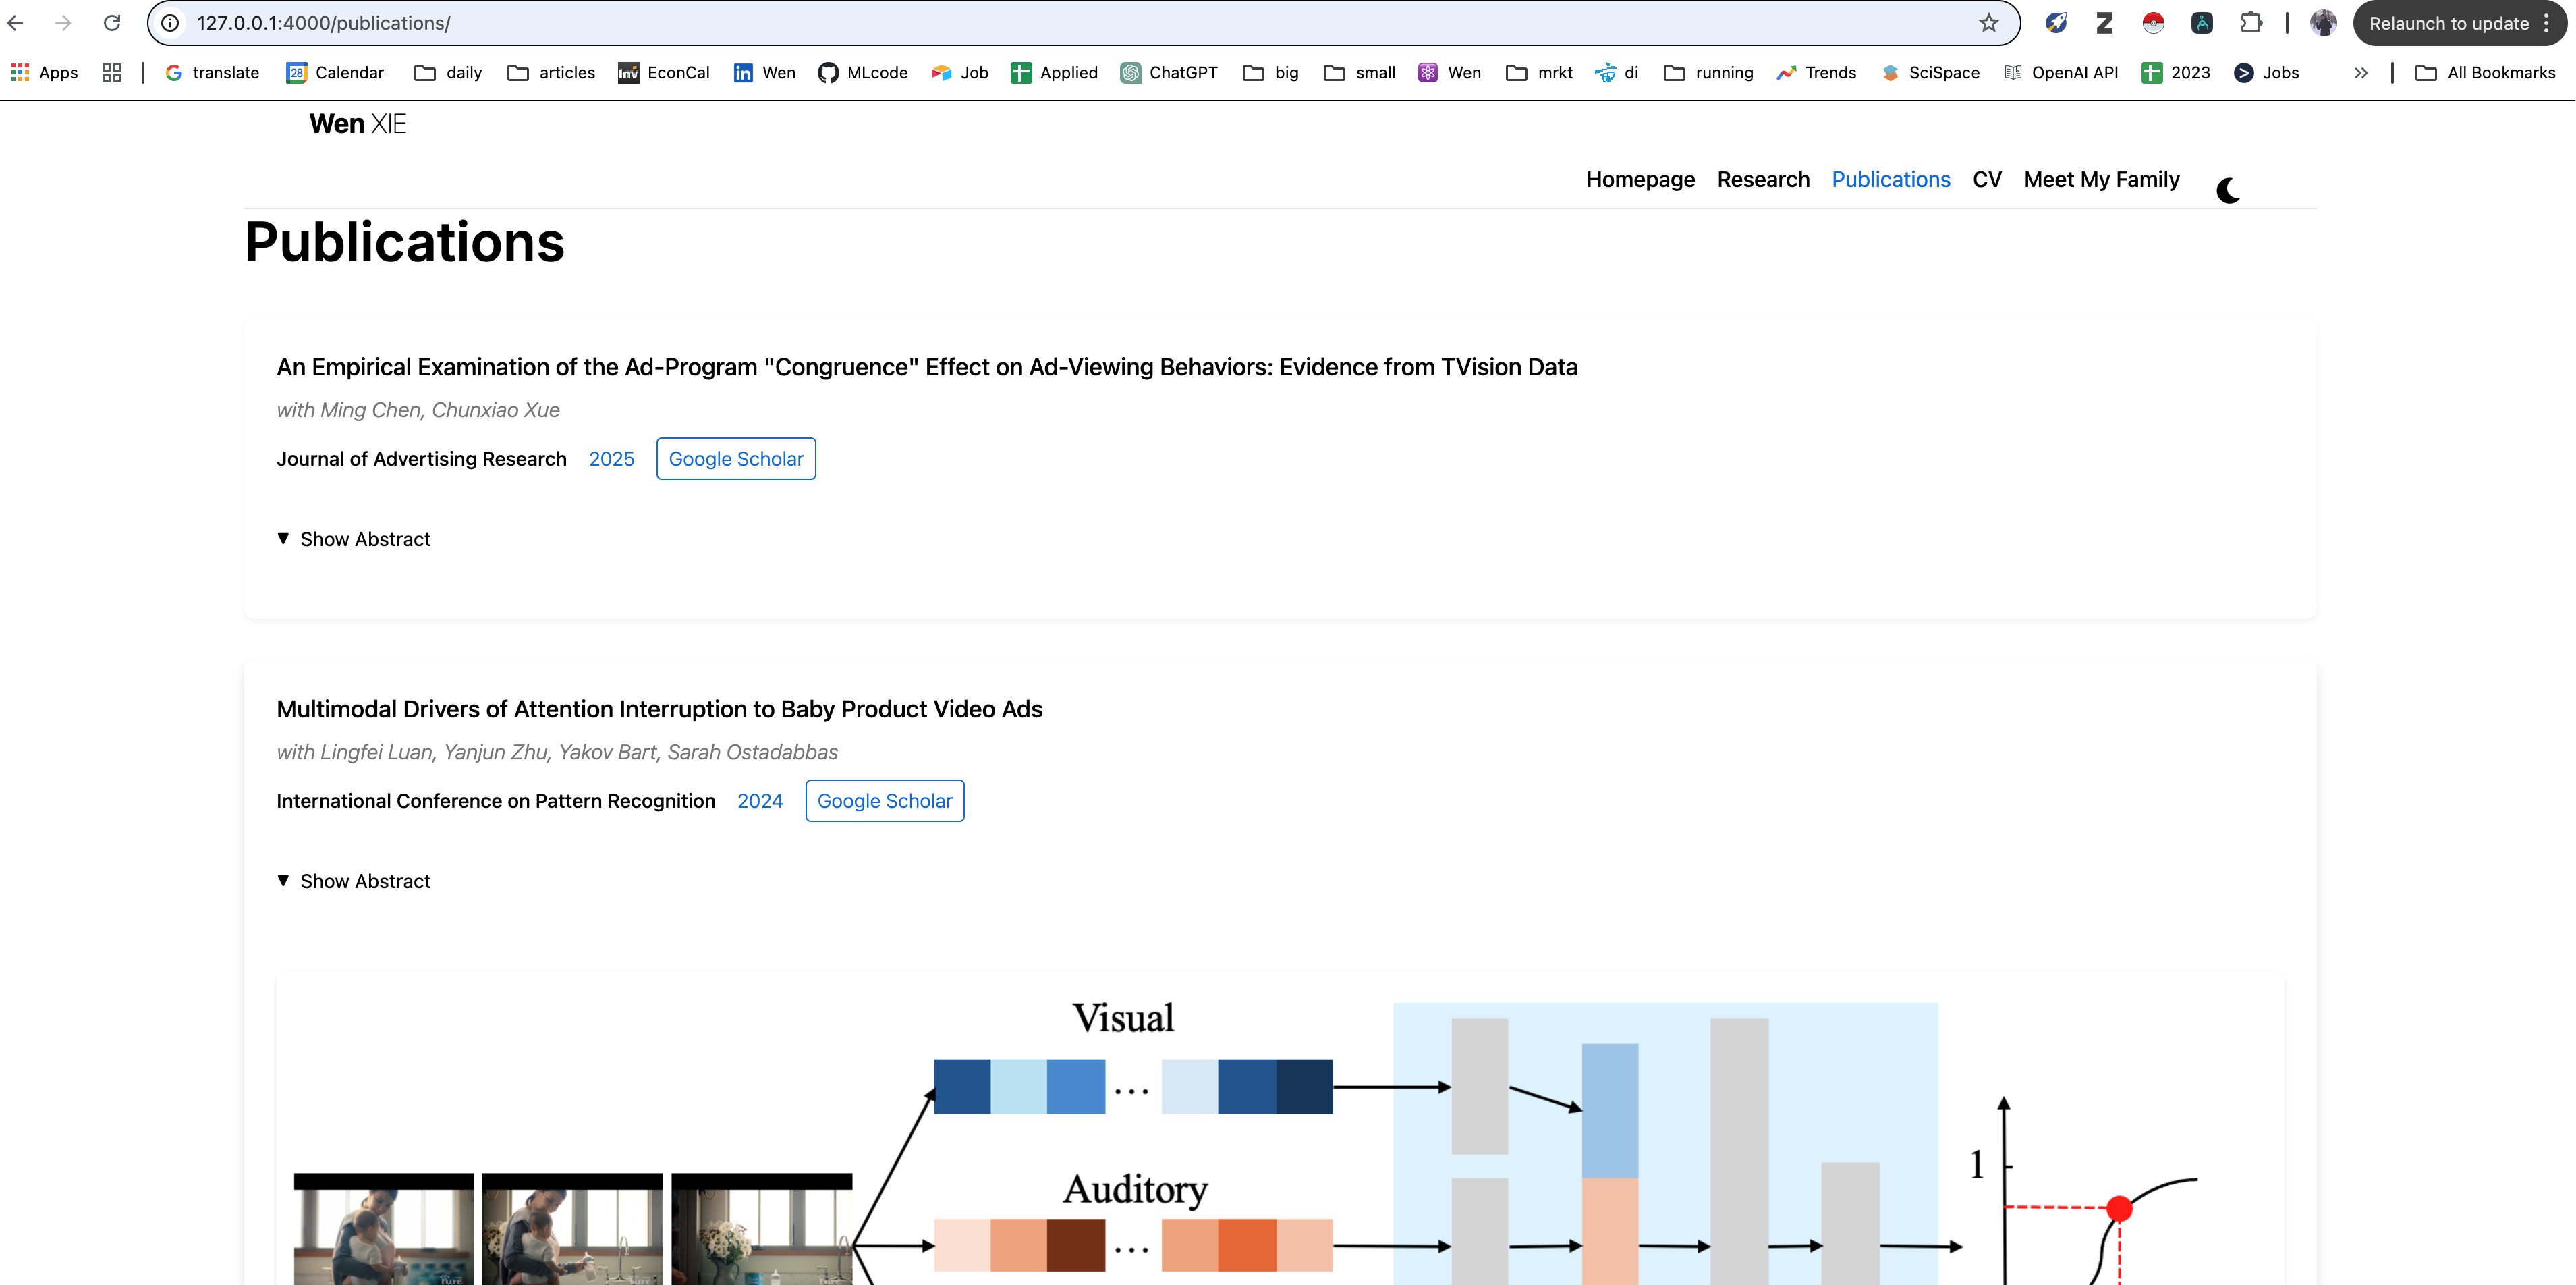 127.0.0.1:4000/publications/
Relaunch to update
Apps
translate
28 Calendar
daily
articles
Inv EconCal
in Wen
MLcode
Job
Applied
ChatGPT
big
small
Wen
mrkt
di
running
Trends
SciSpace
OpenAI API
2023
Jobs
All Bookmarks
Wen XIE
Homepage Research Publications CV Meet My Family
Publications
An Empirical Examination of the Ad-Program "Congruence" Effect on Ad-Viewing Behaviors: Evidence from TVision Data
with Ming Chen, Chunxiao Xue
Journal of Advertising Research 2025 Google Scholar
▼ Show Abstract
Multimodal Drivers of Attention Interruption to Baby Product Video Ads
with Lingfei Luan, Yanjun Zhu, Yakov Bart, Sarah Ostadabbas
International Conference on Pattern Recognition 2024 Google Scholar
▼ Show Abstract
Visual
...
1
Auditory
...